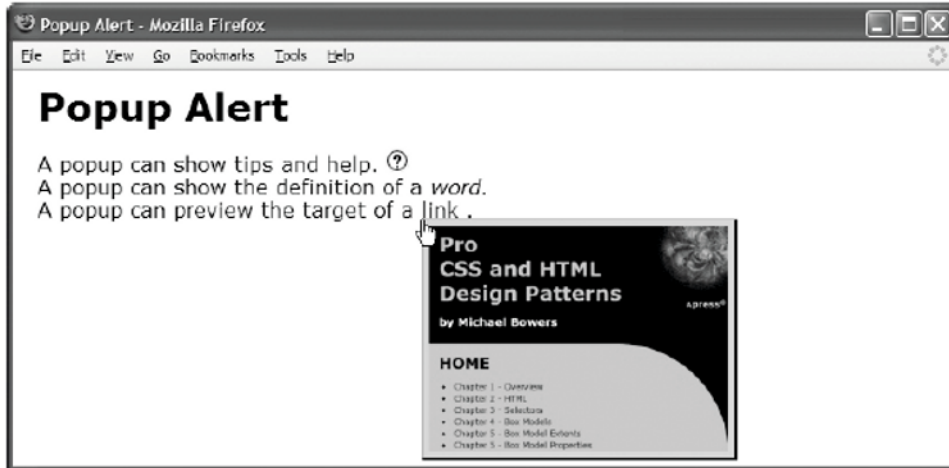 Popup Alert - Mozilla Firefox
File Edit View Go Bookmarks Tools Help
Popup Alert
A popup can show tips and help. ?
A popup can show the definition of a word.
A popup can preview the target of a link .
Pro
CSS and HTML
Design Patterns
Apress®
by Michael Bowers
HOME
• Chapter 1 - Overview
• Chapter 2 - HTML
• Chapter 3 - Selectors
• Chapter 4 - Box Models
• Chapter 5 - Box Model Extents
• Chapter 5 - Box Model Properties